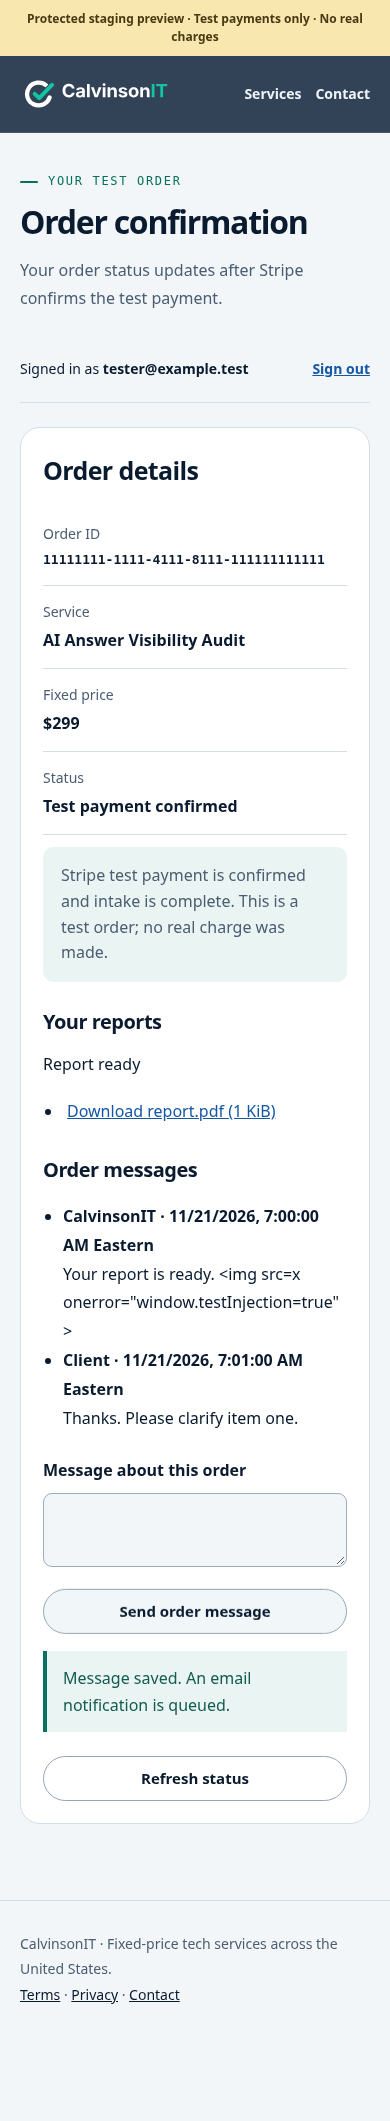 Protected staging preview · Test payments only · No real
charges
CalvinsonIT
Services Contact
YOUR TEST ORDER
Order confirmation
Your order status updates after Stripe
confirms the test payment.
Signed in as tester@example.test
Sign out
Order details
Order ID
11111111-1111-4111-8111-111111111111
Service
AI Answer Visibility Audit
Fixed price
$299
Status
Test payment confirmed
Stripe test payment is confirmed
and intake is complete. This is a
test order; no real charge was
made.
Your reports
Report ready
Download report.pdf (1 KiB)
Order messages
CalvinsonIT · 11/21/2026, 7:00:00
AM Eastern
Your report is ready. <img src=x
onerror="window.testInjection=true"
>
Client · 11/21/2026, 7:01:00 AM
Eastern
Thanks. Please clarify item one.
Message about this order
Send order message
Message saved. An email
notification is queued.
Refresh status
CalvinsonIT · Fixed-price tech services across the
United States.
Terms · Privacy · Contact